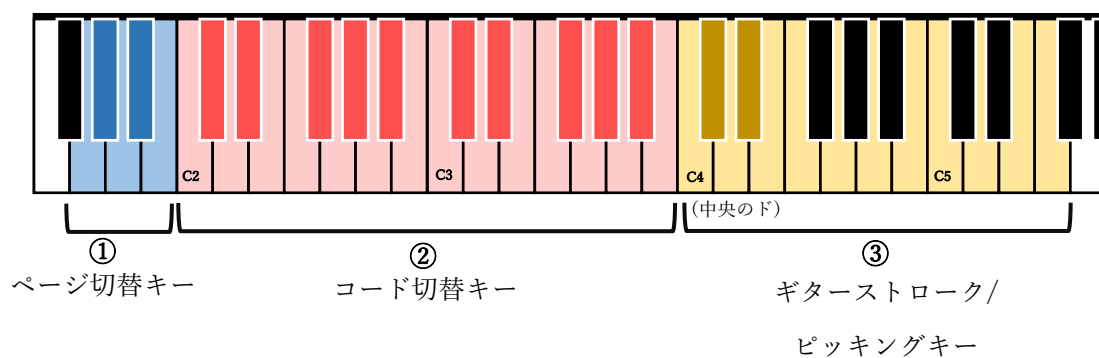 C2
C3
C4
C5
(中央のド)
①
②
③
ページ切替キー
コード切替キー
ギターストローク/
ピッキングキー